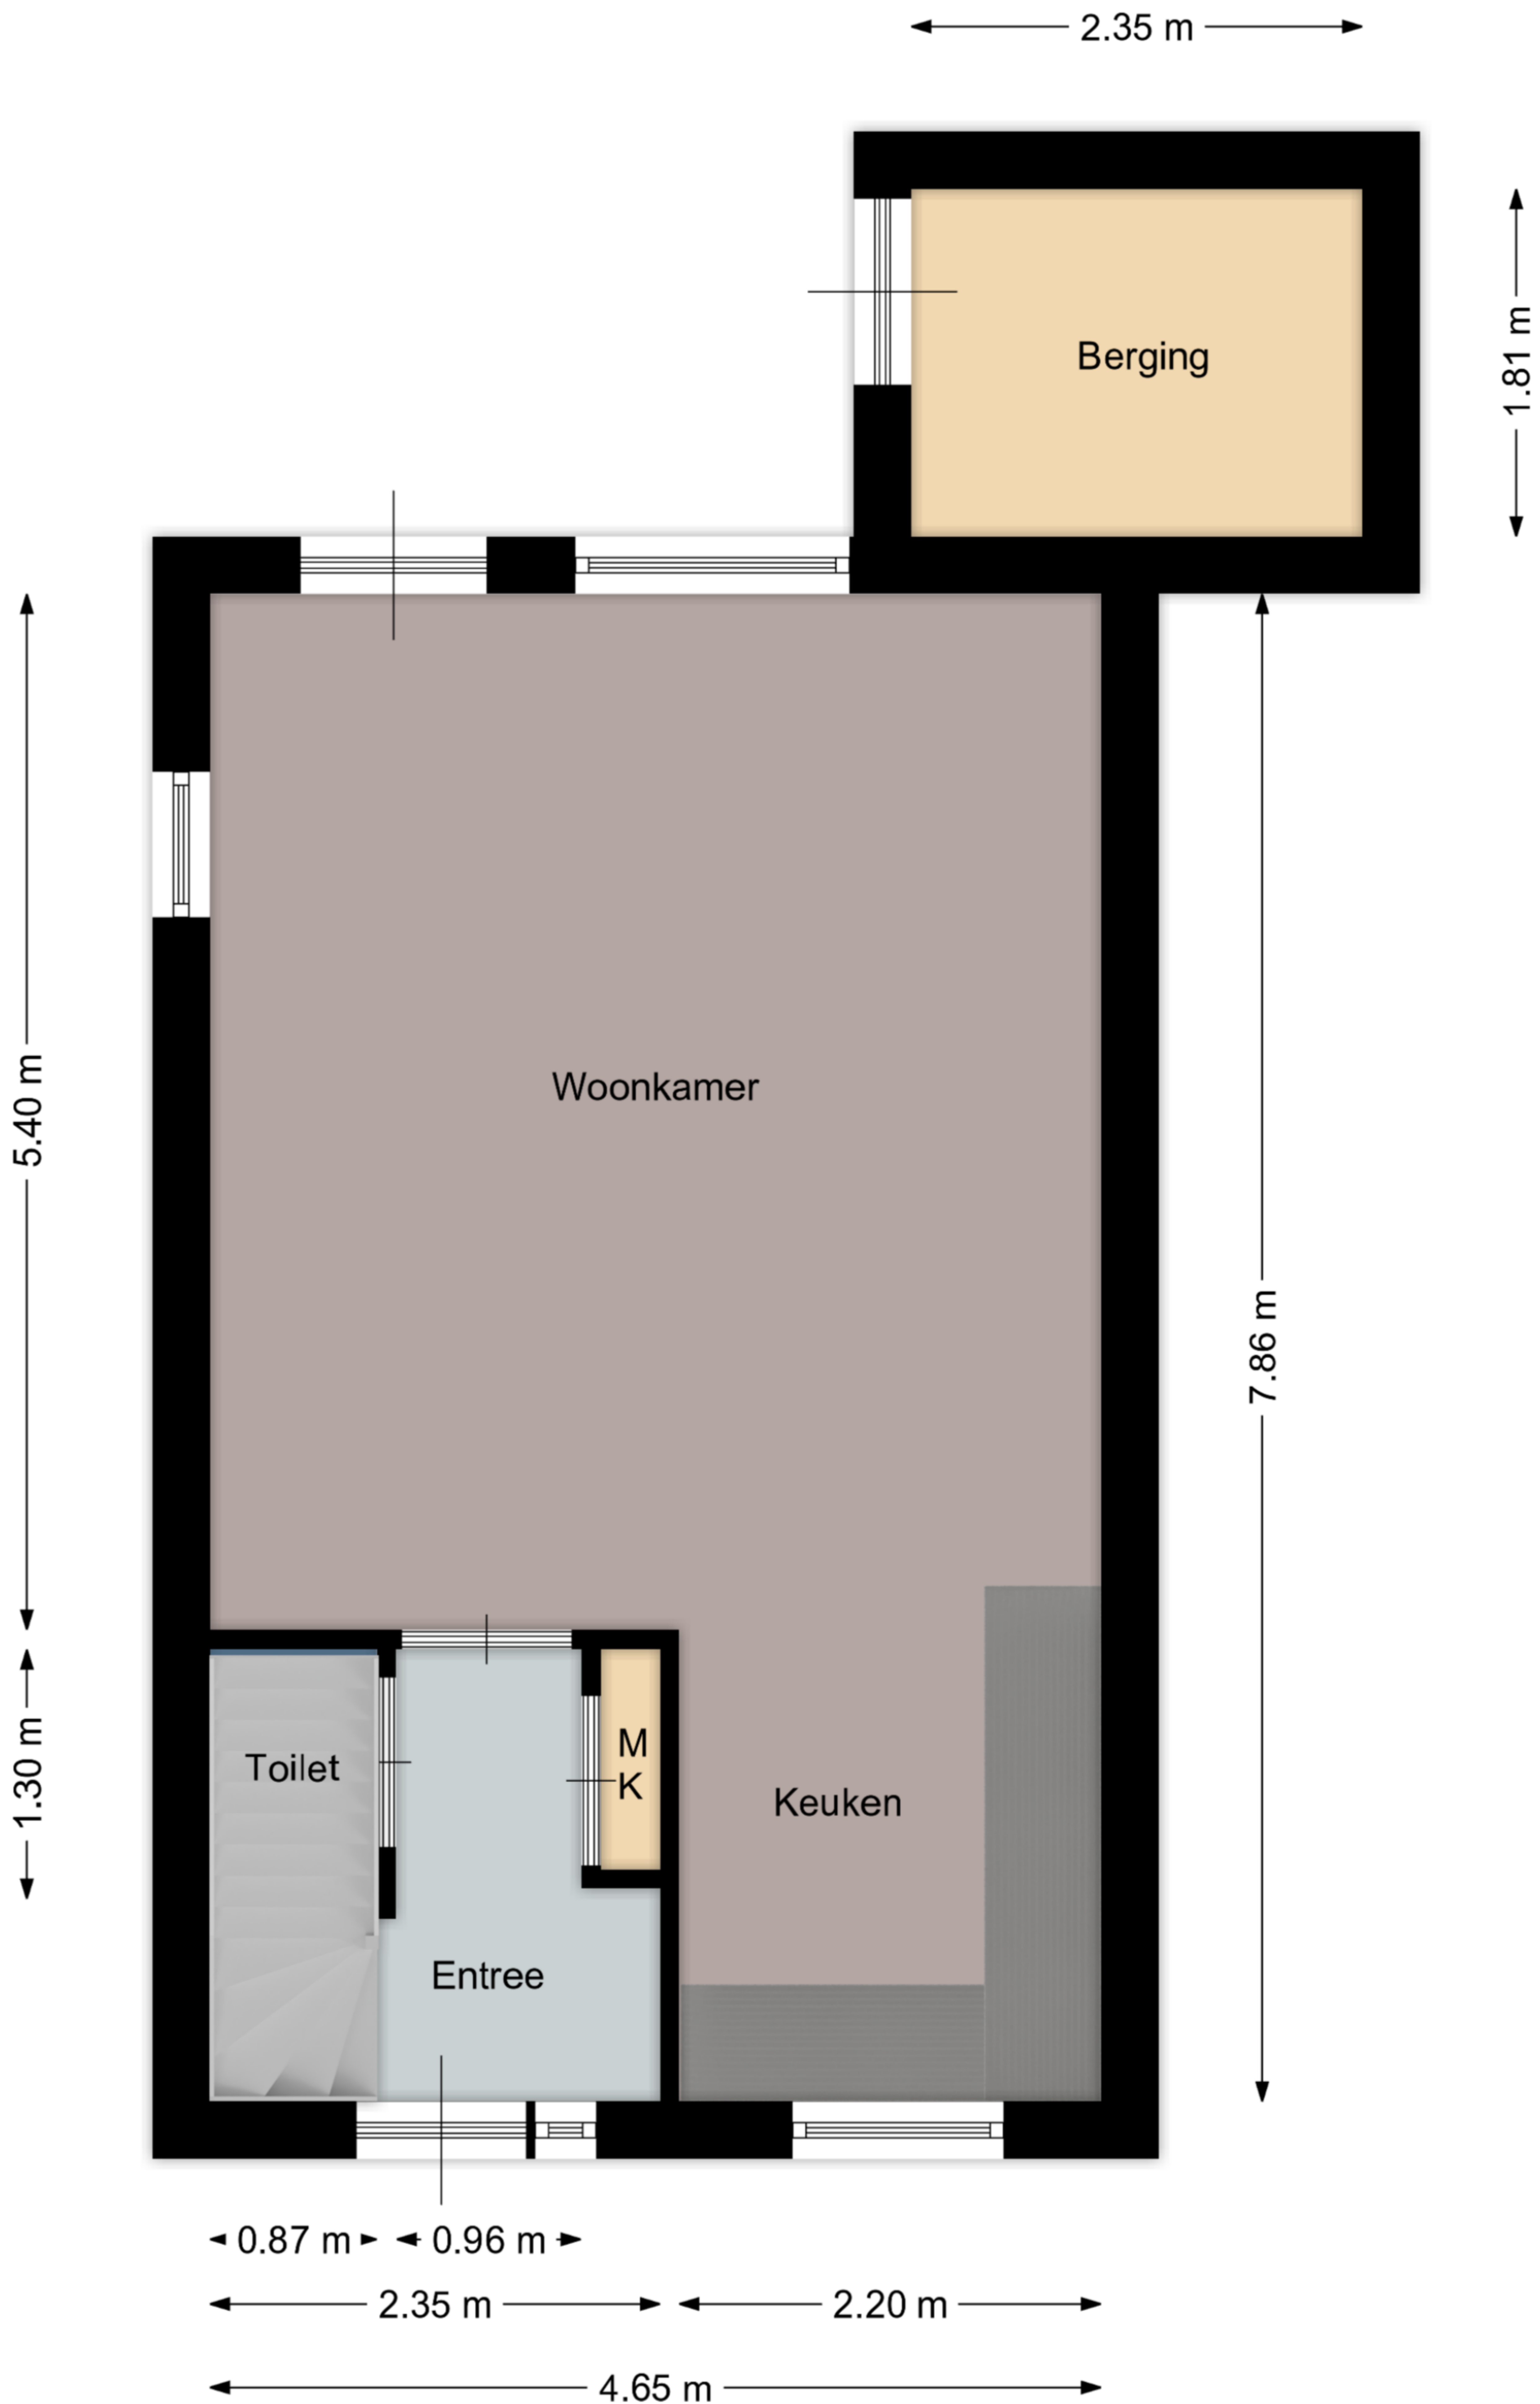 2.35 m
1.81 m
Berging
5.40 m
Woonkamer
7.86 m
1.30 m
Toilet
M
K
Keuken
Entree
0.87 m
0.96 m
2.35 m
2.20 m
4.65 m